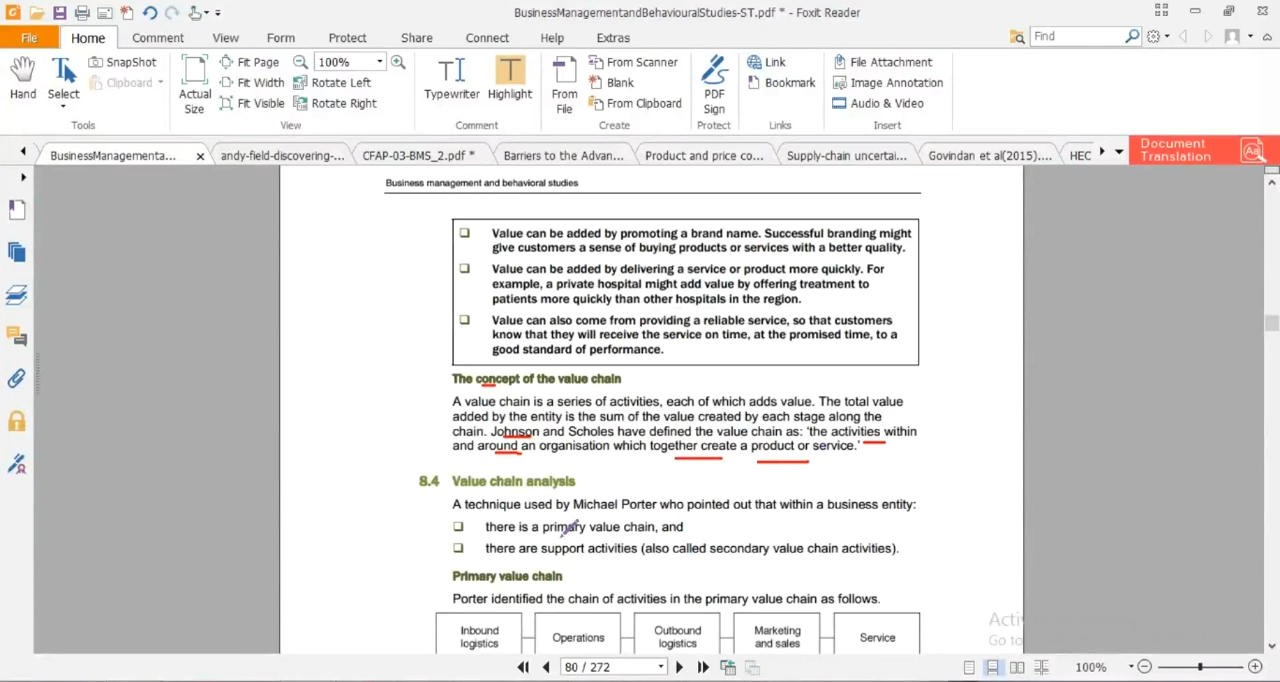 BusinessManagementandBehaviouralStudies-ST.pdf * - Foxit Reader
File Home Comment View Form Protect Share Connect Help Extras Find
Hand
Select
SnapShot
Clipboard
Actual Size
Fit Page
Fit Width
Fit Visible
100%
Rotate Left
Rotate Right
Typewriter
Highlight
From File
From Scanner
Blank
From Clipboard
PDF Sign
Link
Bookmark
File Attachment
Image Annotation
Audio & Video
Tools View Comment Create Protect Links Insert
BusinessManagementa... andy-field-discovering-... CFAP-03-BMS_2.pdf * Barriers to the Advan... Product and price co... Supply-chain uncertai... Govindan et al(2015).... HEC
Document Translation
Business management and behavioral studies
Value can be added by promoting a brand name. Successful branding might
give customers a sense of buying products or services with a better quality.
Value can be added by delivering a service or product more quickly. For
example, a private hospital might add value by offering treatment to
patients more quickly than other hospitals in the region.
Value can also come from providing a reliable service, so that customers
know that they will receive the service on time, at the promised time, to a
good standard of performance.
The concept of the value chain
A value chain is a series of activities, each of which adds value. The total value
added by the entity is the sum of the value created by each stage along the
chain. Johnson and Scholes have defined the value chain as: 'the activities within
and around an organisation which together create a product or service.'
8.4 Value chain analysis
A technique used by Michael Porter who pointed out that within a business entity:
there is a primary value chain, and
there are support activities (also called secondary value chain activities).
Primary value chain
Porter identified the chain of activities in the primary value chain as follows.
Inbound logistics
Operations
Outbound logistics
Marketing and sales
Service
Go to
80 / 272
100%